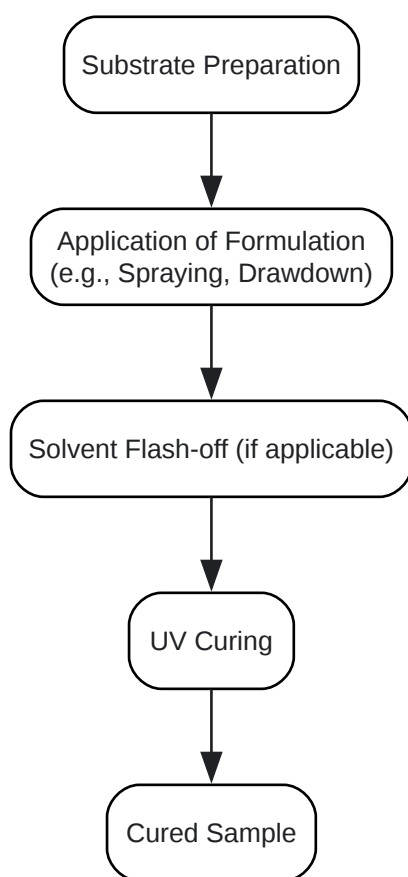 Substrate Preparation
Application of Formulation
(e.g., Spraying, Drawdown)
Solvent Flash-off (if applicable)
UV Curing
Cured Sample